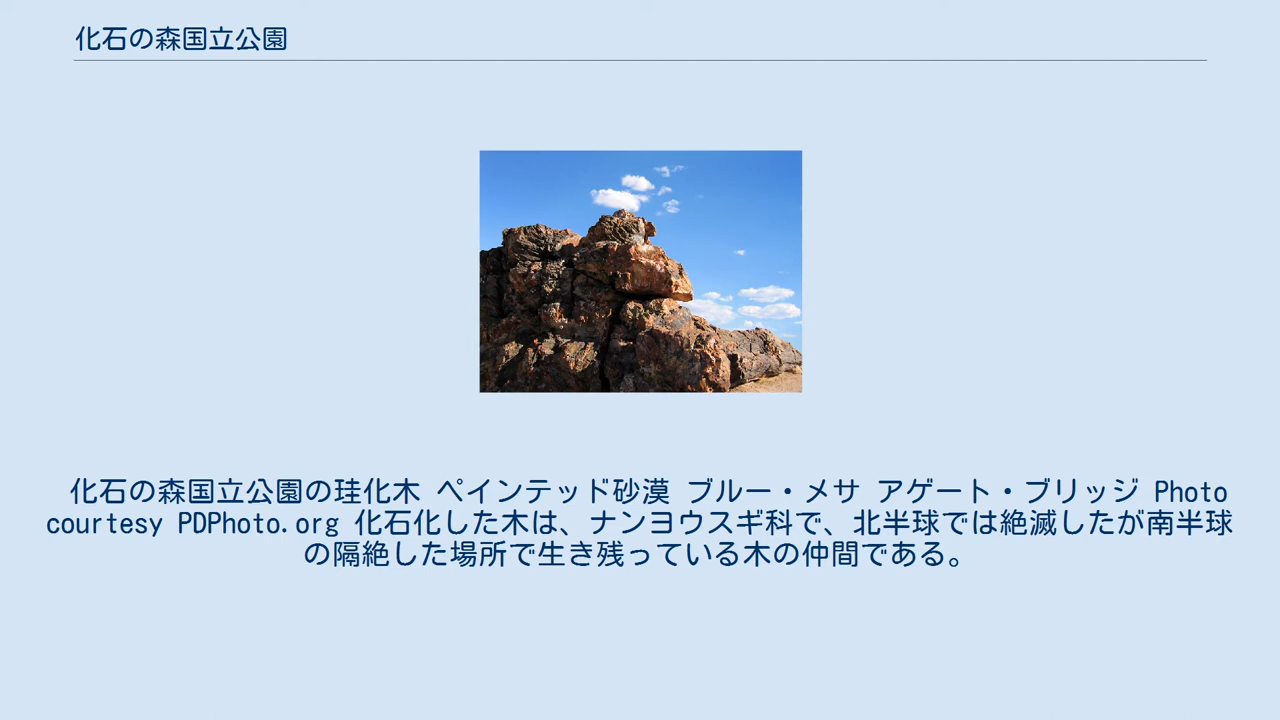 化石の森国立公園
化石の森国立公園の珪化木 ペインテッド砂漠 ブルー・メサ アゲート・ブリッジ Photo
courtesy PDPhoto.org 化石化した木は、ナンヨウスギ科で、北半球では絶滅したが南半球
の隔絶した場所で生き残っている木の仲間である。